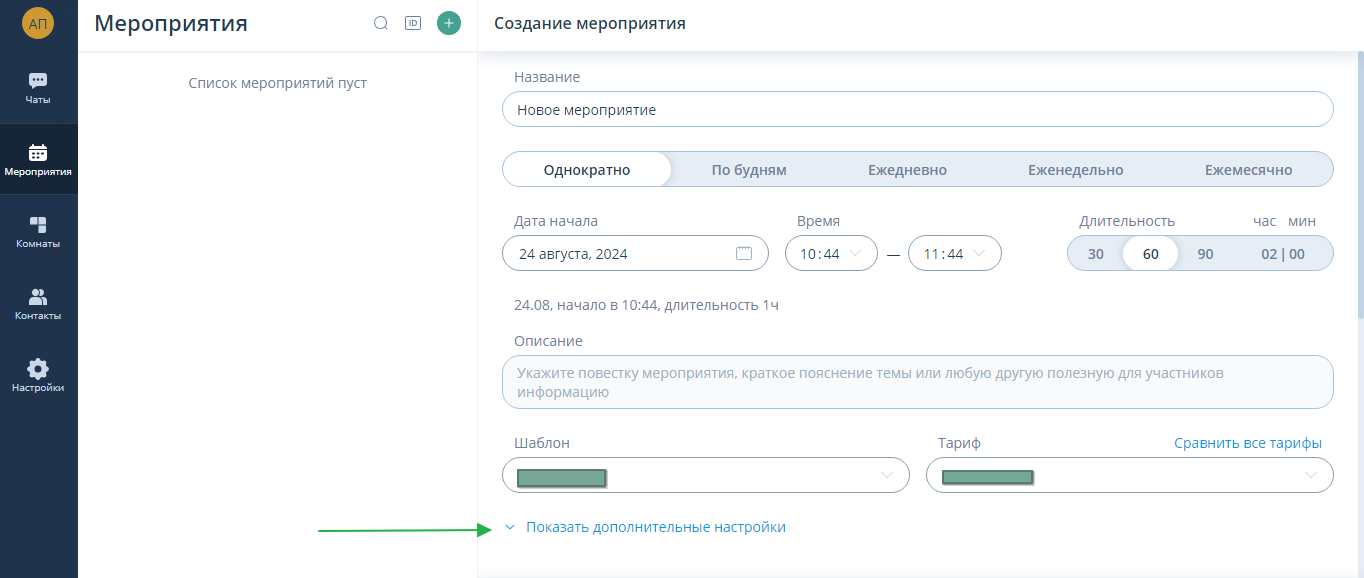 АП
Чаты
Мероприятия
Комнаты
Контакты
Настройки
Мероприятия
ID
Список мероприятий пуст
Создание мероприятия
Название
Новое мероприятие
Однократно По будням Ежедневно Еженедельно Ежемесячно
Дата начала Время Длительность час мин
24 августа, 2024 10:44 — 11:44 30 60 90 02 | 00
24.08, начало в 10:44, длительность 1ч
Описание
Укажите повестку мероприятия, краткое пояснение темы или любую другую полезную для участников
информацию
Шаблон Тариф Сравнить все тарифы
Показать дополнительные настройки